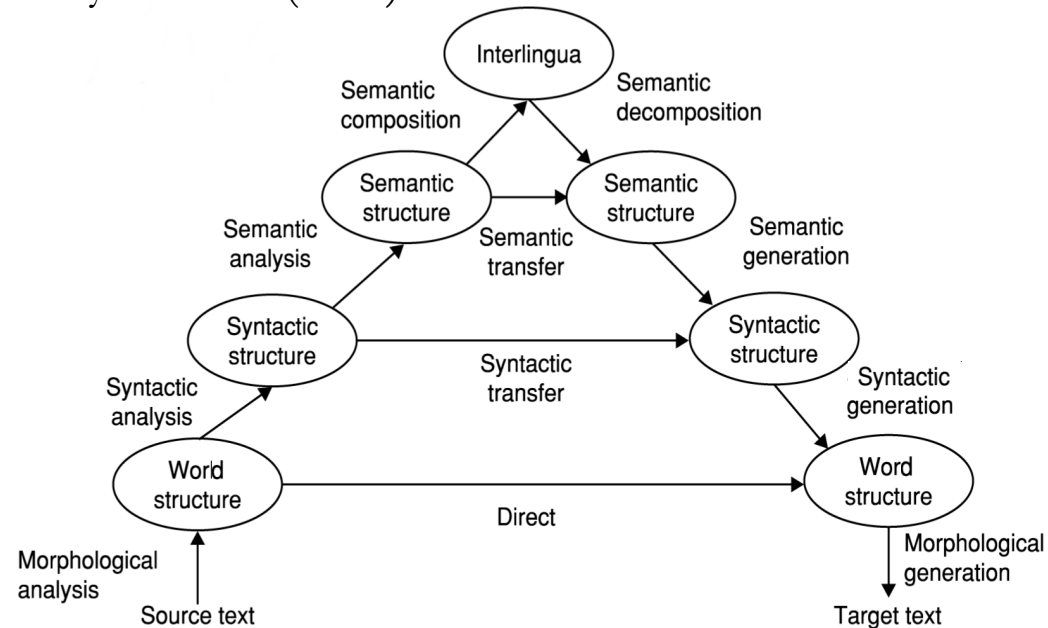 Interlingua
Semantic
composition
Semantic
decomposition
Semantic
structure
Semantic
structure
Semantic
analysis
Semantic
transfer
Semantic
generation
Syntactic
structure
Syntactic
structure
Syntactic
analysis
Syntactic
transfer
Syntactic
generation
Word
structure
Word
structure
Direct
Morphological
analysis
Morphological
generation
Source text
Target text